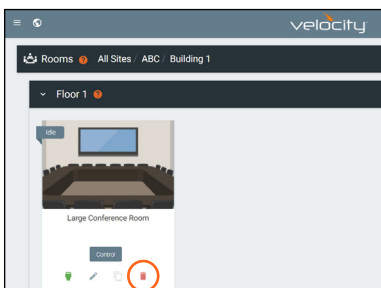 velocity
Rooms ? All Sites / ABC / Building 1
Floor 1 ?
Idle
Large Conference Room
Control